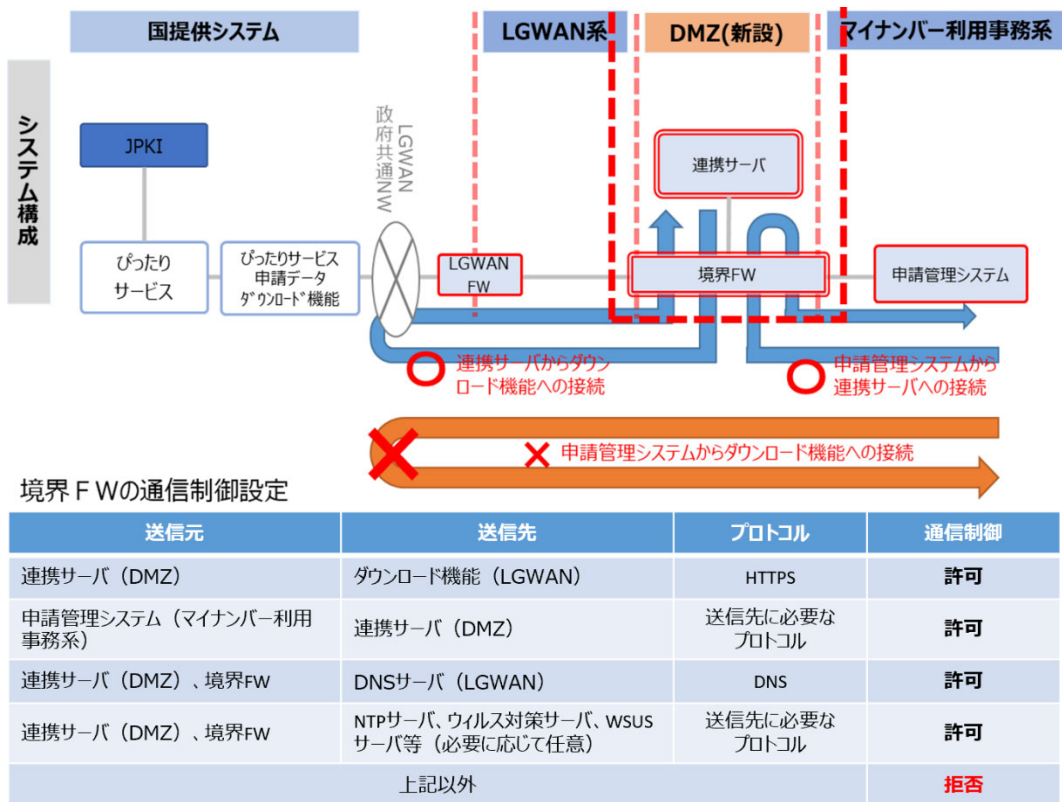 国提供システム
LGWAN系
DMZ(新設)
マイナンバー利用事務系
システム構成
JPKI
LGWAN
政府共通NW
連携サーバ
ぴったり
サービス
ぴったりサービス
申請データ
ダウンロード機能
LGWAN
FW
境界FW
申請管理システム
連携サーバからダウン
ロード機能への接続
申請管理システムから
連携サーバへの接続
申請管理システムからダウンロード機能への接続
境界ＦＷの通信制御設定
送信元 送信先 プロトコル 通信制御
連携サーバ（DMZ） ダウンロード機能（LGWAN） HTTPS 許可
申請管理システム（マイナンバー利用
事務系）
連携サーバ（DMZ）
送信先に必要な
プロトコル
許可
連携サーバ（DMZ）、境界FW DNSサーバ（LGWAN） DNS 許可
連携サーバ（DMZ）、境界FW
NTPサーバ、ウィルス対策サーバ、WSUS
サーバ等（必要に応じて任意）
送信先に必要な
プロトコル
許可
上記以外 拒否